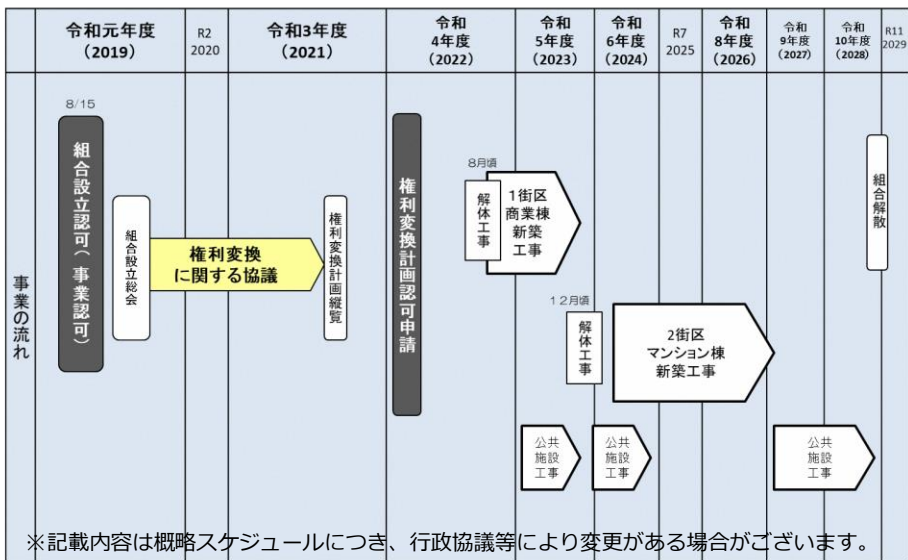 令和元年度
(2019)
R2
2020
令和3年度
(2021)
令和
4年度
(2022)
令和
5年度
(2023)
令和
6年度
(2024)
R7
2025
令和
8年度
(2026)
令和
9年度
(2027)
令和
10年度
(2028)
R11
2029
事業の流れ
8/15
組合設立認可(事業認可)
組合設立総会
権利変換
に関する協議
権利変換計画縦覧
権利変換計画認可申請
8月頃
解体工事
1街区
商業棟
新築
工事
12月頃
解体工事
2街区
マンション棟
新築工事
公共
施設
工事
公共
施設
工事
公共
施設
工事
組合解散
※記載内容は概略スケジュールにつき、行政協議等により変更がある場合がございます。